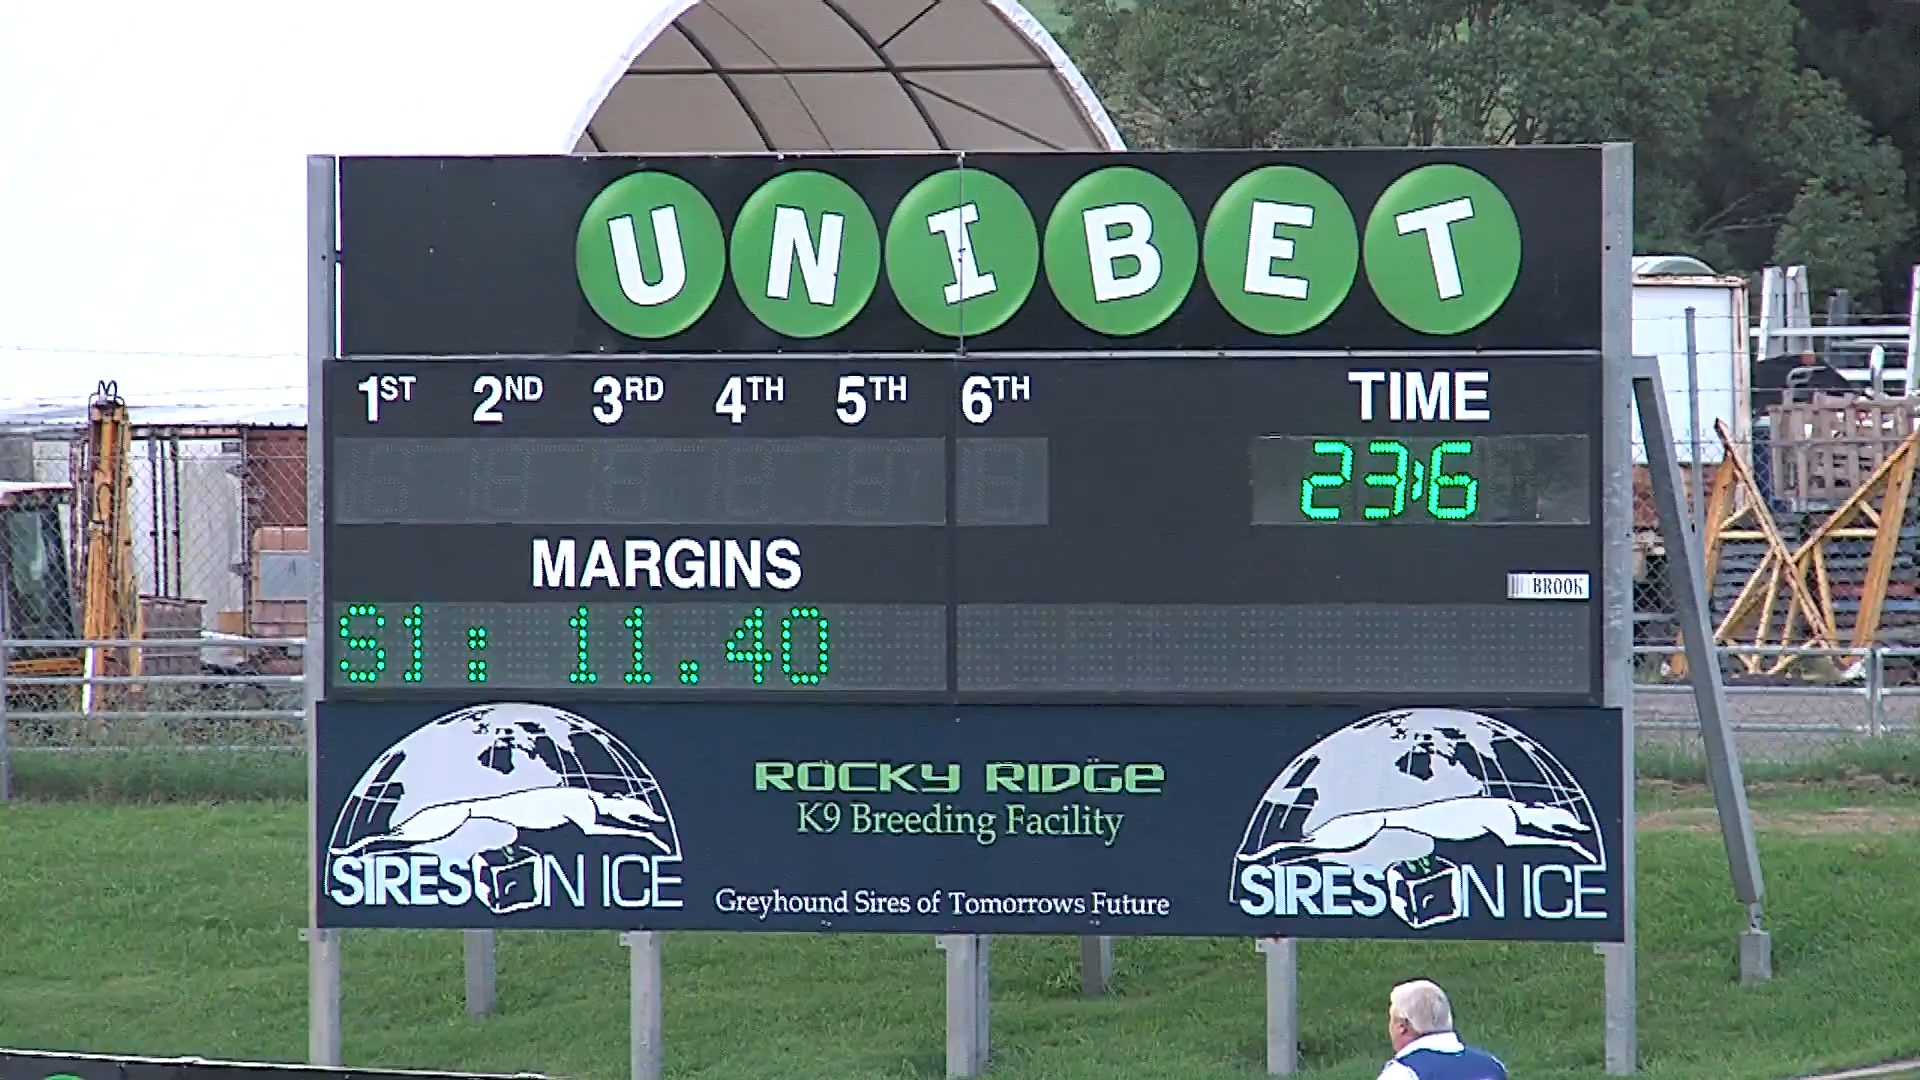 UNIBET
1ST 2ND 3RD 4TH 5TH 6TH TIME
23:6
MARGINS
BROOK
S1: 11.40
ROCKY RIDGE
K9 Breeding Facility
SIRES ON ICE
Greyhound Sires of Tomorrows Future
SIRES ON ICE